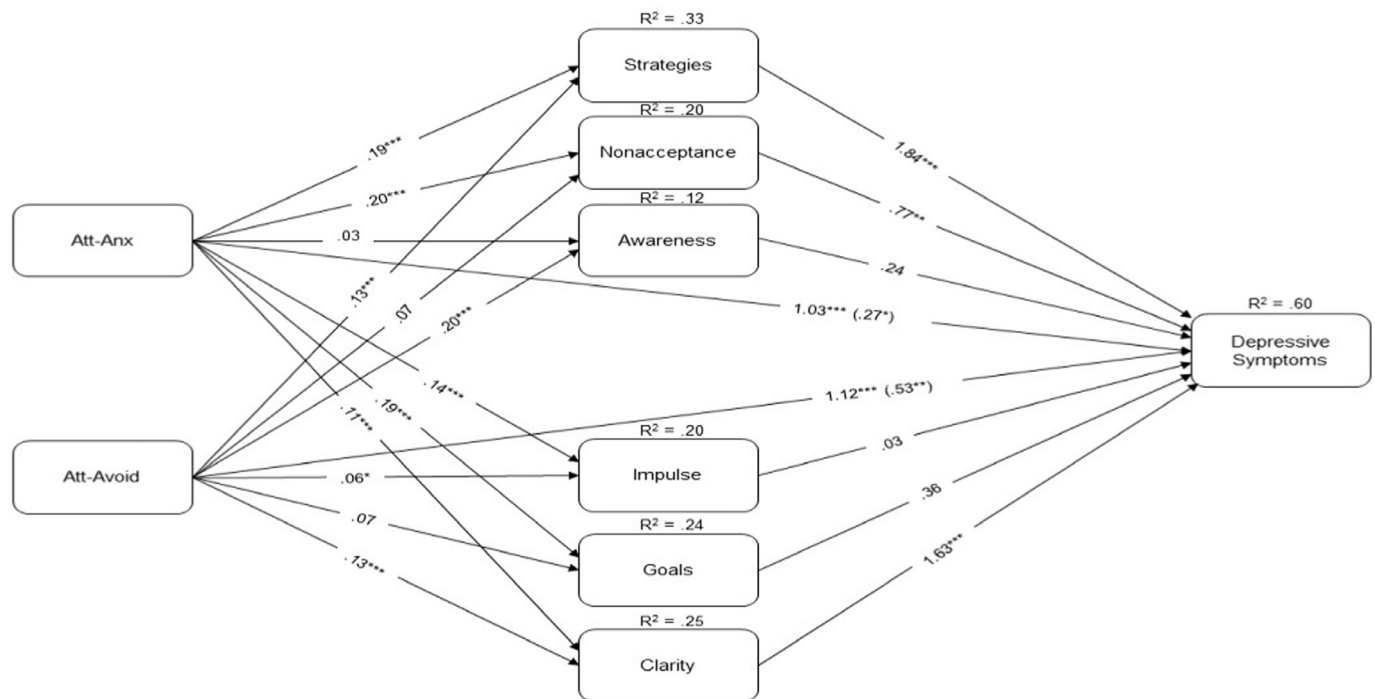 R² = .33
Strategies
R² = .20
Nonacceptance
R² = .12
Awareness
Att-Anx
Att-Avoid
.19***
.20***
.03
.13***
.07
.20***
.14***
.19***
.11***
.06*
.07
.13***
1.84***
.77**
.24
1.03*** (.27*)
1.12*** (.53**)
.03
.36
1.63***
R² = .60
Depressive
Symptoms
R² = .20
Impulse
R² = .24
Goals
R² = .25
Clarity